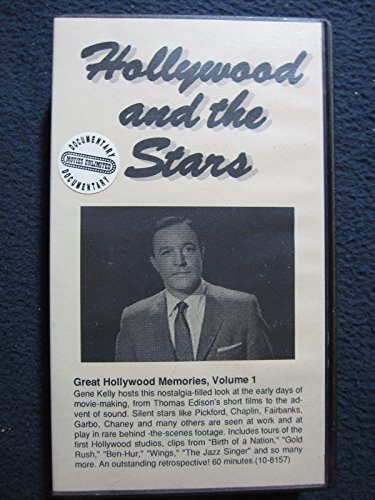 Hollywood
and the
Stars
DOCUMENTARY
MOVIES UNLIMITED
DOCUMENTARY
Great Hollywood Memories, Volume 1
Gene Kelly hosts this nostalgia-filled look at the early days of
movie-making, from Thomas Edison's short films to the ad-
vent of sound. Silent stars like Pickford, Chaplin, Fairbanks,
Garbo, Chaney and many others are seen at work and at
play in rare behind -the-scenes footage. Includes tours of the
first Hollywood studios, clips from "Birth of a Nation," "Gold
Rush," "Ben-Hur," "Wings," "The Jazz Singer" and so many
more. An outstanding retrospective! 60 minutes.(10-8157)